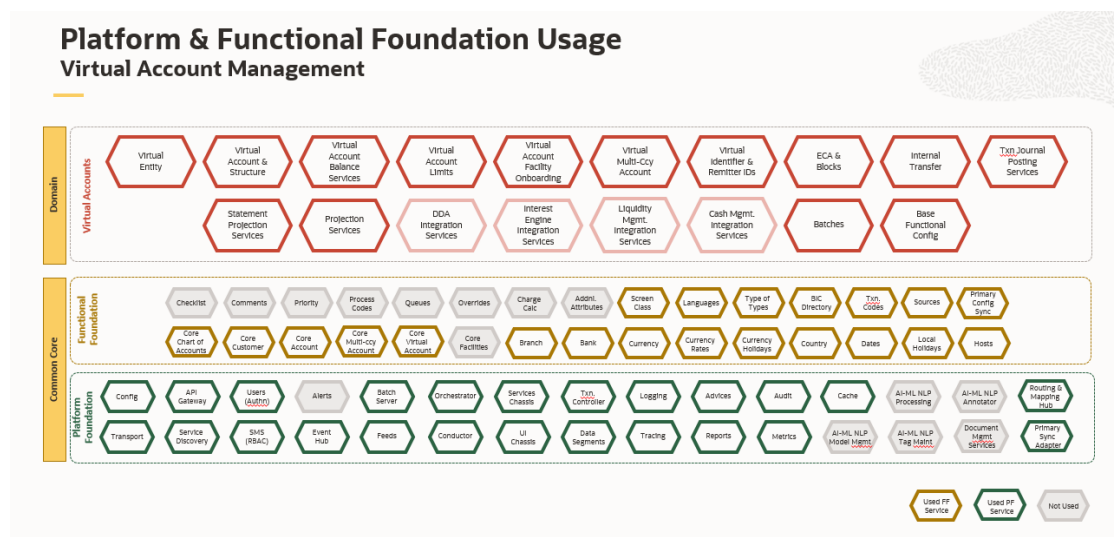 Platform & Functional Foundation Usage
Virtual Account Management
Domain
Virtual Accounts
Virtual
Entity
Virtual
Account &
Structure
Virtual
Account
Balance
Services
Virtual
Account
Limits
Virtual
Account
Facility
Onboarding
Virtual
Multi-Ccy
Account
Virtual
Identifier &
Remitter IDs
ECA &
Blocks
Internal
Transfer
Txn Journal
Posting
Services
Statement
Projection
Services
Projection
Services
DDA
Integration
Services
Interest
Engine
Integration
Services
Liquidity
Mgmt.
Integration
Services
Cash Mgmt.
Integration
Services
Batches
Base
Functional
Config
Common Core
Functional
Foundation
Checklist
Comments
Priority
Process
Codes
Queues
Overrides
Charge
Calc
Addnl.
Attributes
Screen
Class
Languages
Type of
Types
BIC
Directory
Txn.
Codes
Sources
Primary
Config
Sync
Core
Chart of
Accounts
Core
Customer
Core
Account
Core
Multi-ccy
Account
Core
Virtual
Account
Core
Facilities
Branch
Bank
Currency
Currency
Rates
Currency
Holidays
Country
Dates
Local
Holidays
Hosts
Platform
Foundation
Config
API
Gateway
Users
(Authn)
Alerts
Batch
Server
Orchestrator
Services
Chassis
Txn.
Controller
Logging
Advices
Audit
Cache
AI-ML NLP
Processing
AI-ML NLP
Annotator
Routing &
Mapping
Hub
Transport
Service
Discovery
SMS
(RBAC)
Event
Hub
Feeds
Conductor
UI
Chassis
Data
Segments
Tracing
Reports
Metrics
AI-ML NLP
Model Mgmt
AI-ML NLP
Tag Maint
Document
Mgmt
Services
Primary
Sync
Adapter
Used FF
Service
Used PF
Service
Not Used